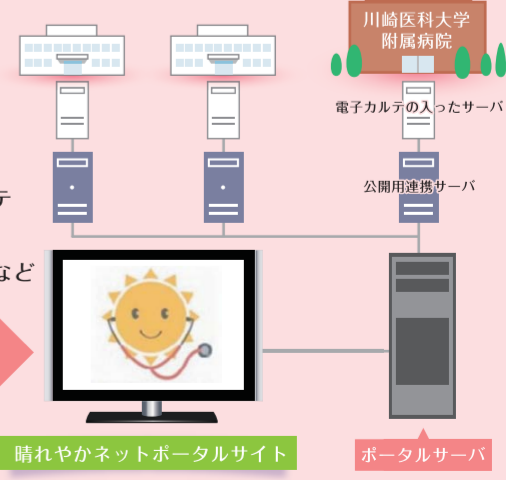 川崎医科大学
附属病院
電子カルテの入ったサーバ
公開用連携サーバ
テ
など
晴れやかネットポータルサイト
ポータルサーバ